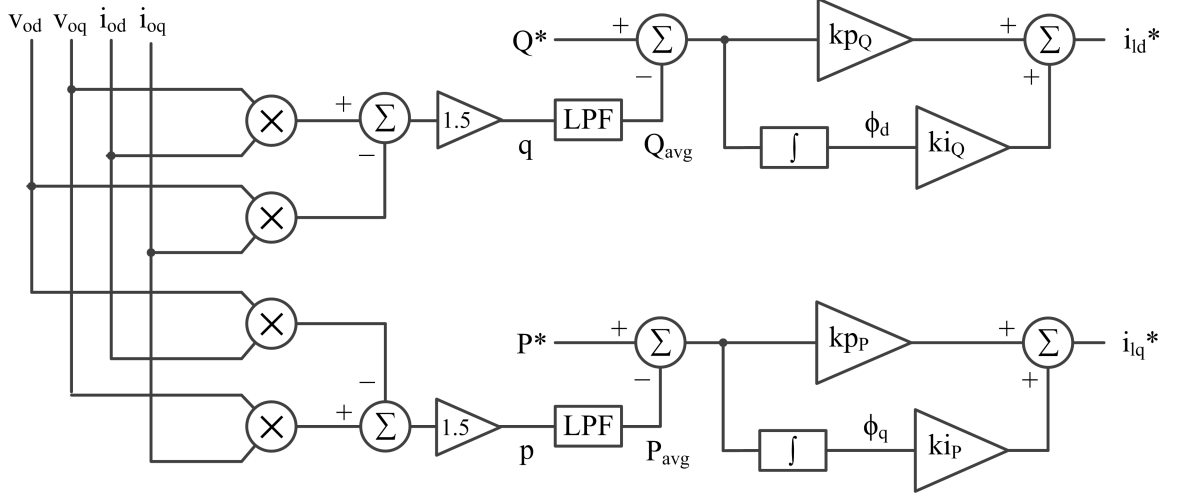 v_od v_oq i_od i_oq
Q* + Σ − kp_Q + Σ + i_ld*
× + Σ − 1.5 q LPF Q_avg ∫ ϕ_d ki_Q
×
×
P* + Σ − kp_P + Σ + i_lq*
× − + Σ 1.5 p LPF P_avg ∫ ϕ_q ki_P